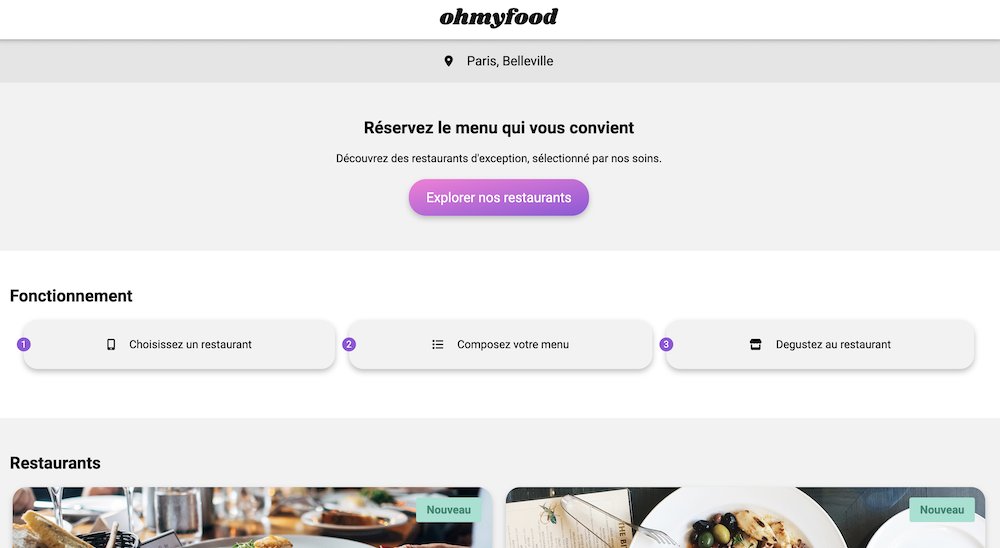 ohmyfood
Paris, Belleville
Réservez le menu qui vous convient
Découvrez des restaurants d'exception, sélectionné par nos soins.
Explorer nos restaurants
Fonctionnement
1 Choisissez un restaurant
2 Composez votre menu
3 Degustez au restaurant
Restaurants
Nouveau
Nouveau